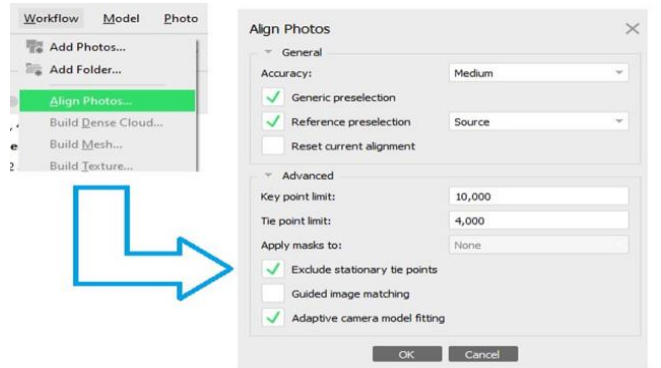 Workflow Model Photo
Add Photos...
Add Folder...
Align Photos...
Build Dense Cloud...
Build Mesh...
Build Texture...
Align Photos
General
Accuracy: Medium
Generic preselection
Reference preselection Source
Reset current alignment
Advanced
Key point limit: 10,000
Tie point limit: 4,000
Apply masks to: None
Exclude stationary tie points
Guided image matching
Adaptive camera model fitting
OK Cancel